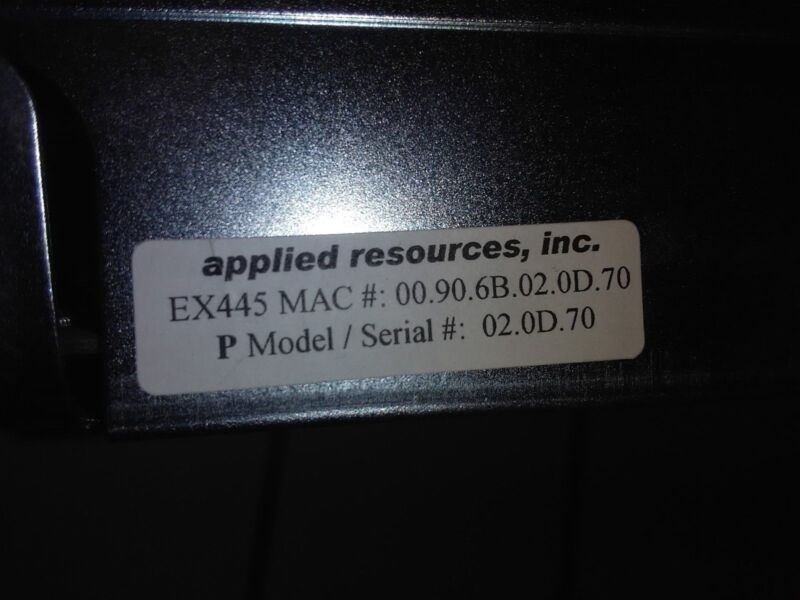 applied resources, inc.
EX445 MAC #: 00.90.6B.02.0D.70
P Model / Serial #: 02.0D.70